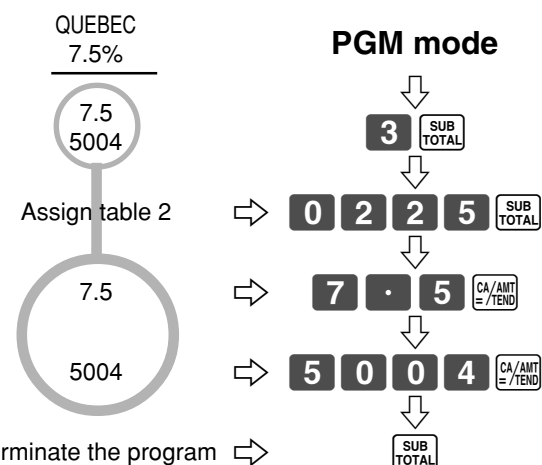 QUEBEC
7.5%
PGM mode
7.5
5004
3 SUB TOTAL
Assign table 2
0 2 2 5 SUB TOTAL
7.5
7 · 5 CA/AMT =/TEND
5004
5 0 0 4 CA/AMT =/TEND
rminate the program
SUB TOTAL